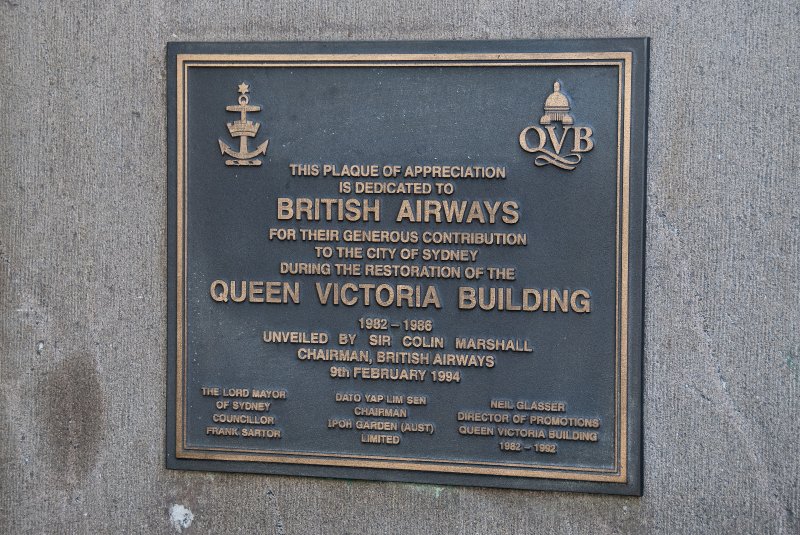 QVB
THIS PLAQUE OF APPRECIATION
IS DEDICATED TO
BRITISH AIRWAYS
FOR THEIR GENEROUS CONTRIBUTION
TO THE CITY OF SYDNEY
DURING THE RESTORATION OF THE
QUEEN VICTORIA BUILDING
1982 – 1986
UNVEILED BY SIR COLIN MARSHALL
CHAIRMAN, BRITISH AIRWAYS
9th FEBRUARY 1994
THE LORD MAYOR
OF SYDNEY
COUNCILLOR
FRANK SARTOR
DATO YAP LIM SEN
CHAIRMAN
IPOH GARDEN (AUST)
LIMITED
NEIL GLASSER
DIRECTOR OF PROMOTIONS
QUEEN VICTORIA BUILDING
1982 – 1992